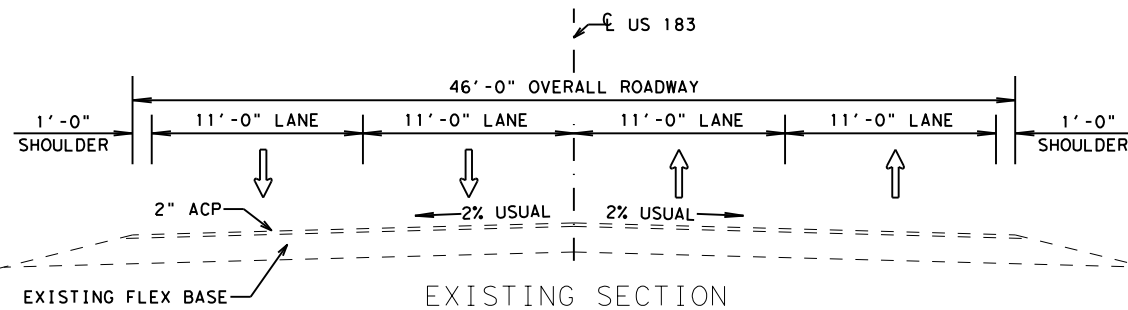 ℄ US 183
46'-0" OVERALL ROADWAY
1'-0"
SHOULDER
11'-0" LANE
11'-0" LANE
11'-0" LANE
11'-0" LANE
1'-0"
SHOULDER
2" ACP
2% USUAL
2% USUAL
EXISTING FLEX BASE
EXISTING SECTION